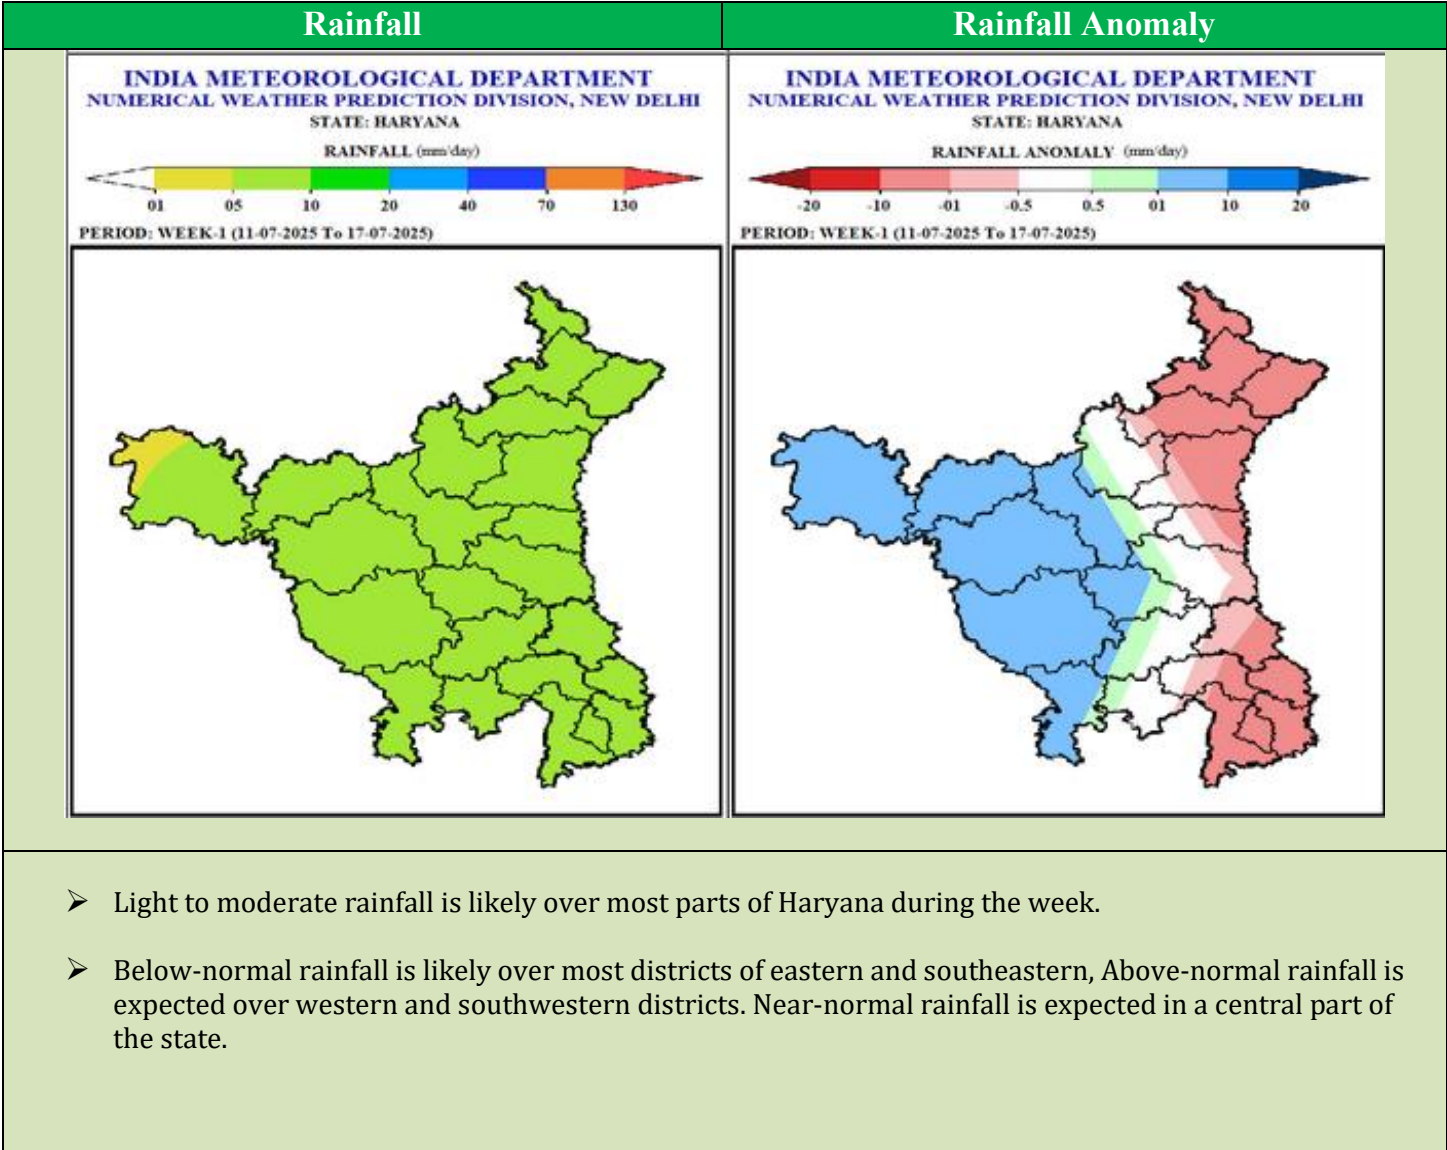 Rainfall
Rainfall Anomaly
INDIA METEOROLOGICAL DEPARTMENT
NUMERICAL WEATHER PREDICTION DIVISION, NEW DELHI
STATE: HARYANA
RAINFALL (mm/day)
01 05 10 20 40 70 130
PERIOD: WEEK-1 (11-07-2025 To 17-07-2025)
INDIA METEOROLOGICAL DEPARTMENT
NUMERICAL WEATHER PREDICTION DIVISION, NEW DELHI
STATE: HARYANA
RAINFALL ANOMALY (mm/day)
-20 -10 -01 -0.5 0.5 01 10 20
PERIOD: WEEK-1 (11-07-2025 To 17-07-2025)
➢ Light to moderate rainfall is likely over most parts of Haryana during the week.
➢ Below-normal rainfall is likely over most districts of eastern and southeastern, Above-normal rainfall is
expected over western and southwestern districts. Near-normal rainfall is expected in a central part of
the state.